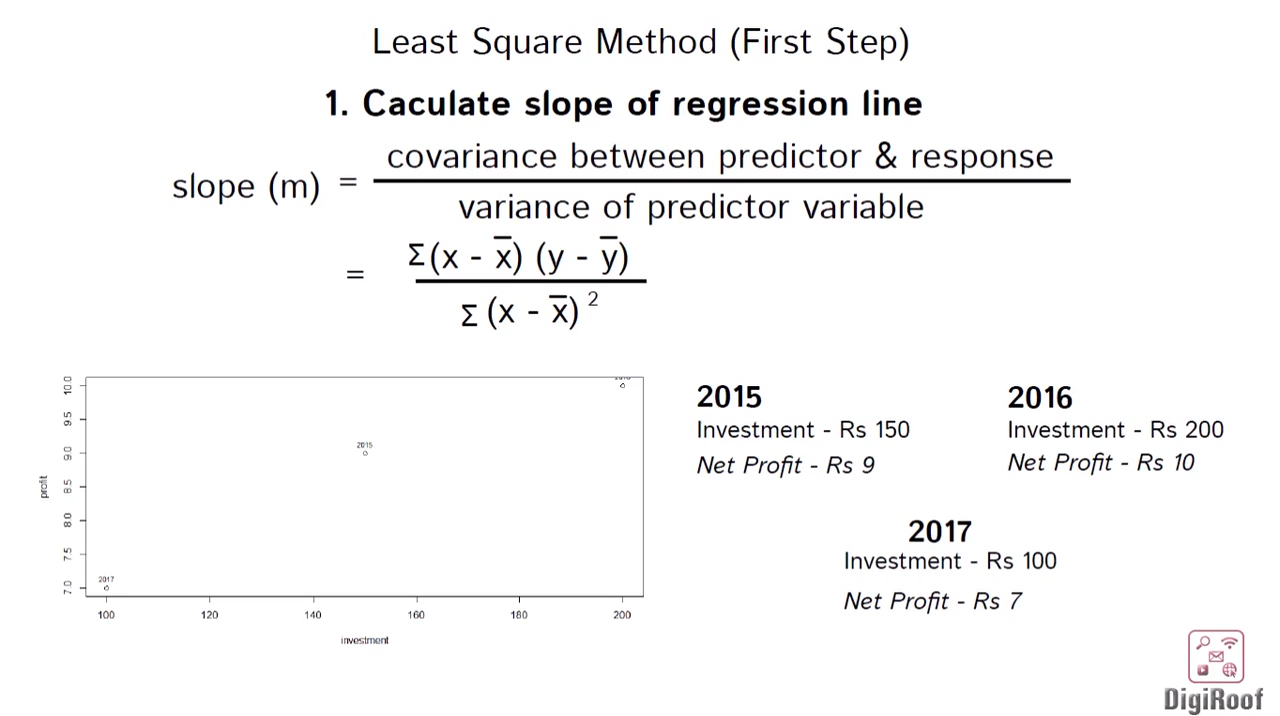 Least Square Method (First Step)
1. Caculate slope of regression line
slope (m) = covariance between predictor & response
variance of predictor variable
= Σ(x - x̅) (y - y̅)
Σ (x - x̅) 2
10.0
9.5
9.0
8.5
8.0
7.5
7.0
profit
2015
2017
100 120 140 160 180 200
investment
2015
Investment - Rs 150
Net Profit - Rs 9
2016
Investment - Rs 200
Net Profit - Rs 10
2017
Investment - Rs 100
Net Profit - Rs 7
DigiRoof